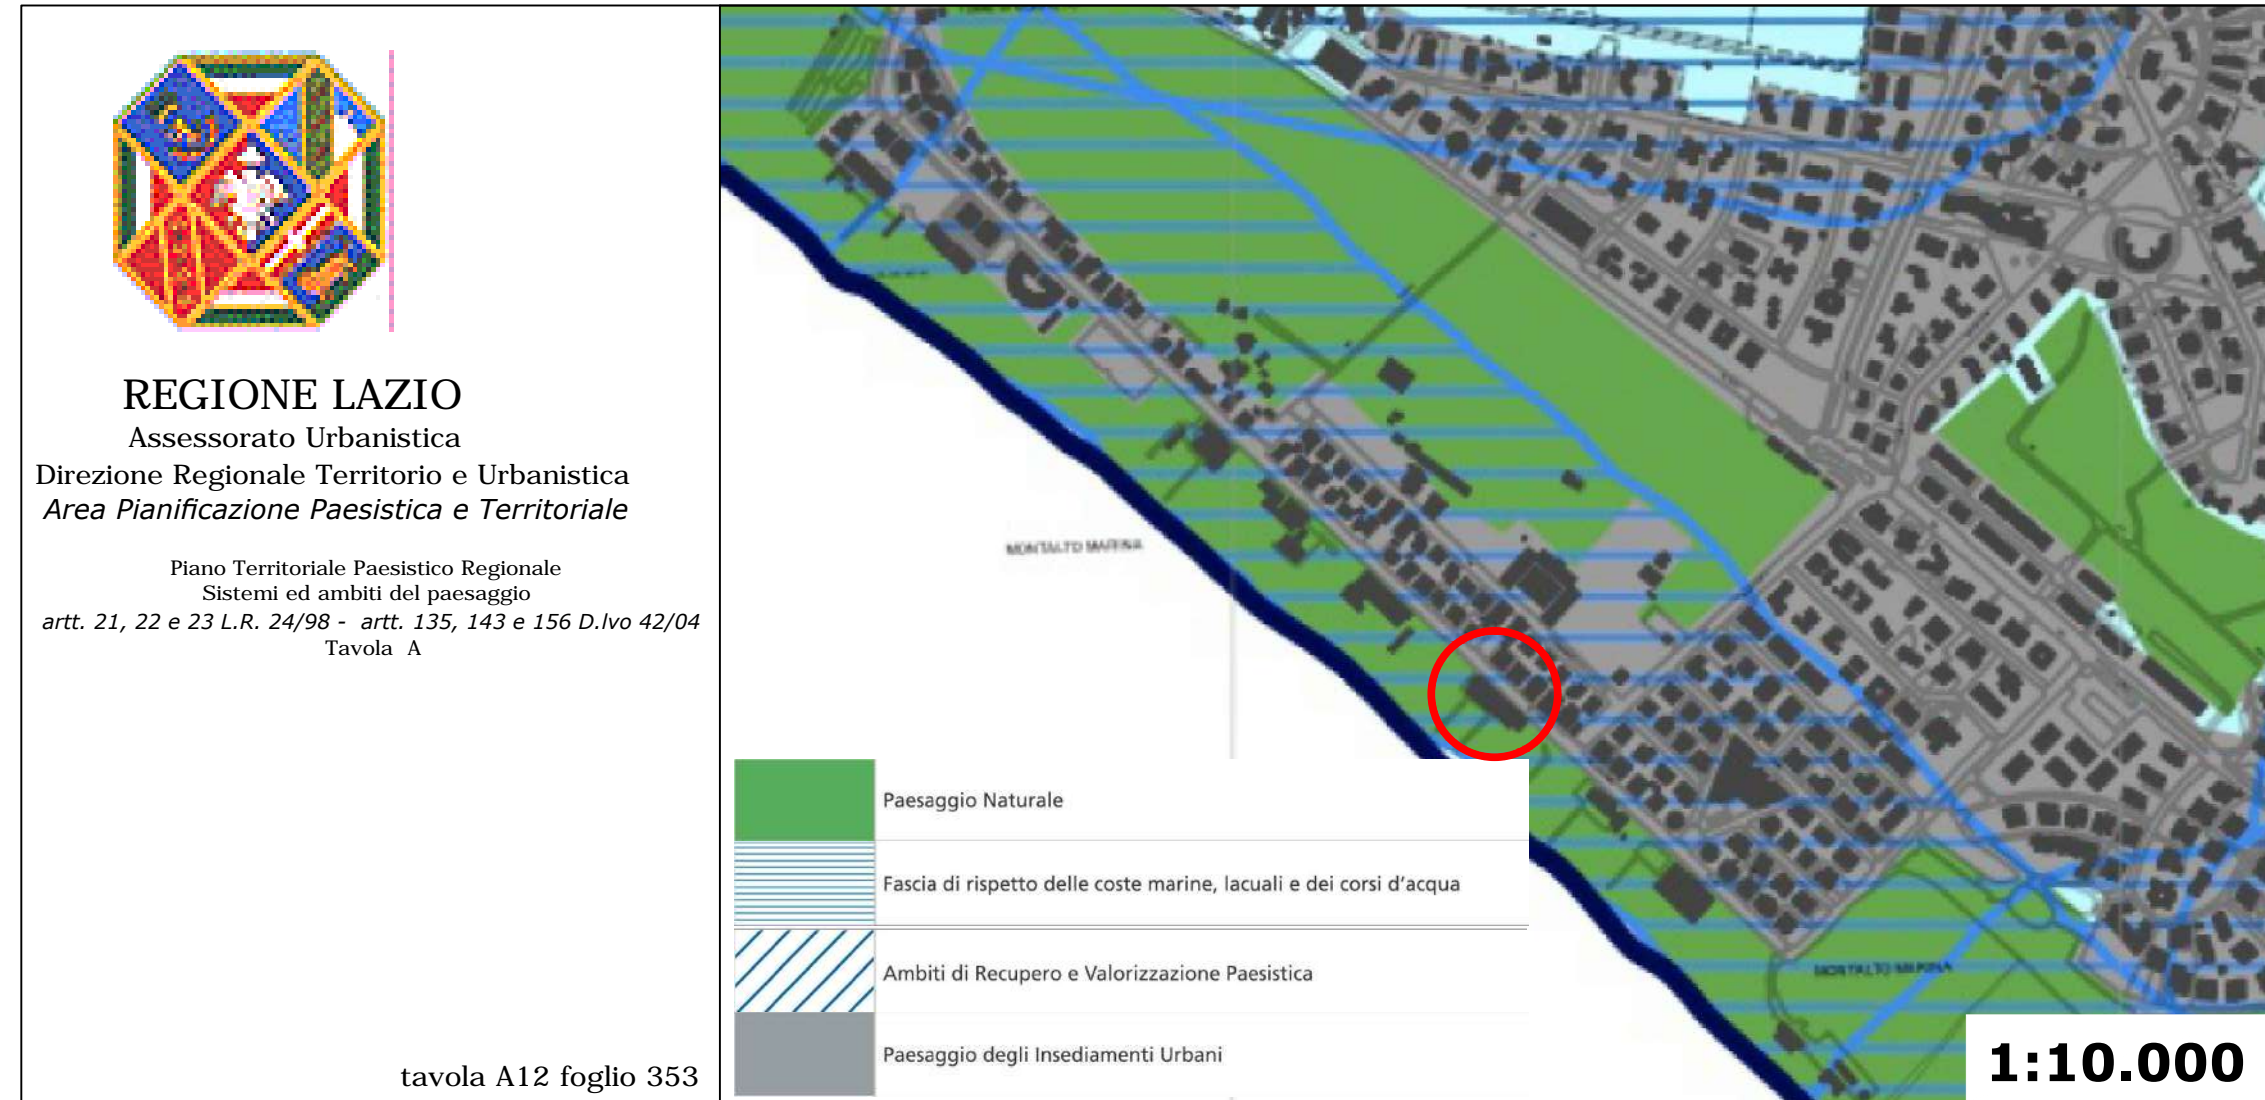 REGIONE LAZIO
Assessorato Urbanistica
Direzione Regionale Territorio e Urbanistica
Area Pianificazione Paesistica e Territoriale
Piano Territoriale Paesistico Regionale
Sistemi ed ambiti del paesaggio
artt. 21, 22 e 23 L.R. 24/98 - artt. 135, 143 e 156 D.lvo 42/04
Tavola A
tavola A12 foglio 353
MONTALTO MARINA
Paesaggio Naturale
Fascia di rispetto delle coste marine, lacuali e dei corsi d'acqua
Ambiti di Recupero e Valorizzazione Paesistica
Paesaggio degli Insediamenti Urbani
MONTALTO MARINA
1:10.000